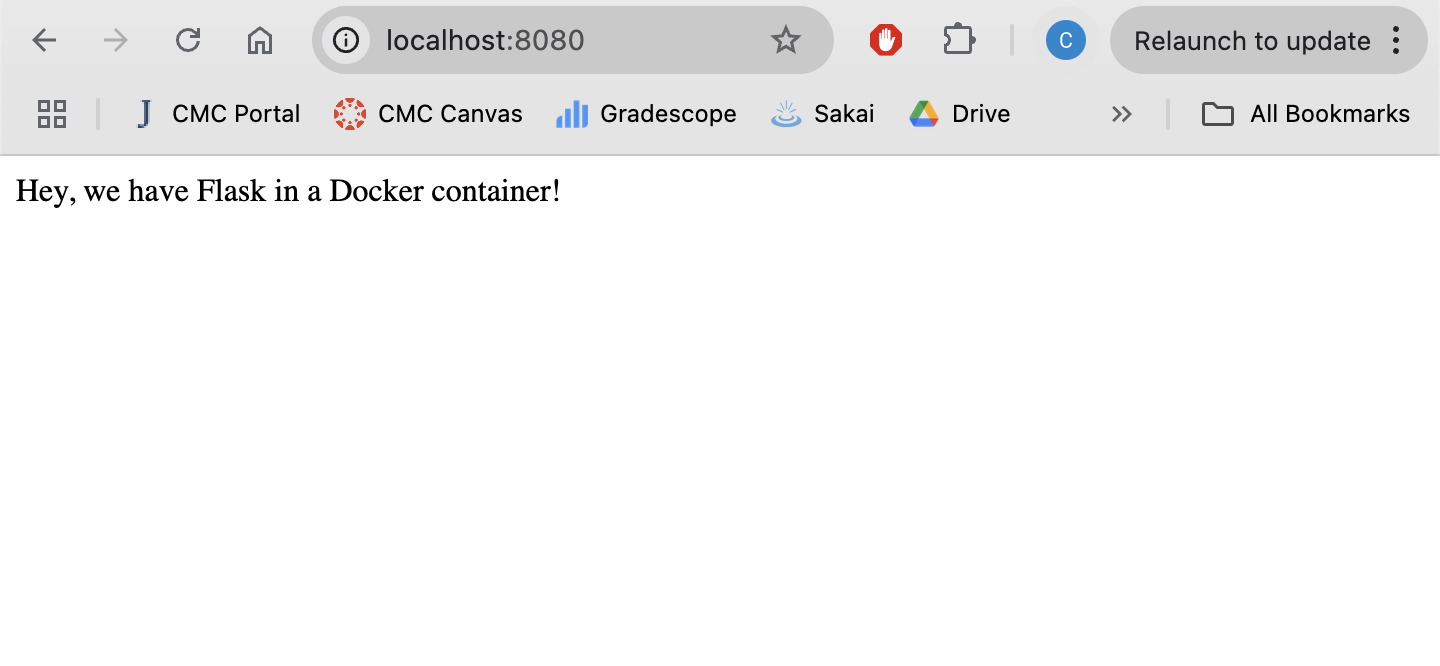 localhost:8080
C
Relaunch to update
CMC Portal
CMC Canvas
Gradescope
Sakai
Drive
All Bookmarks
Hey, we have Flask in a Docker container!